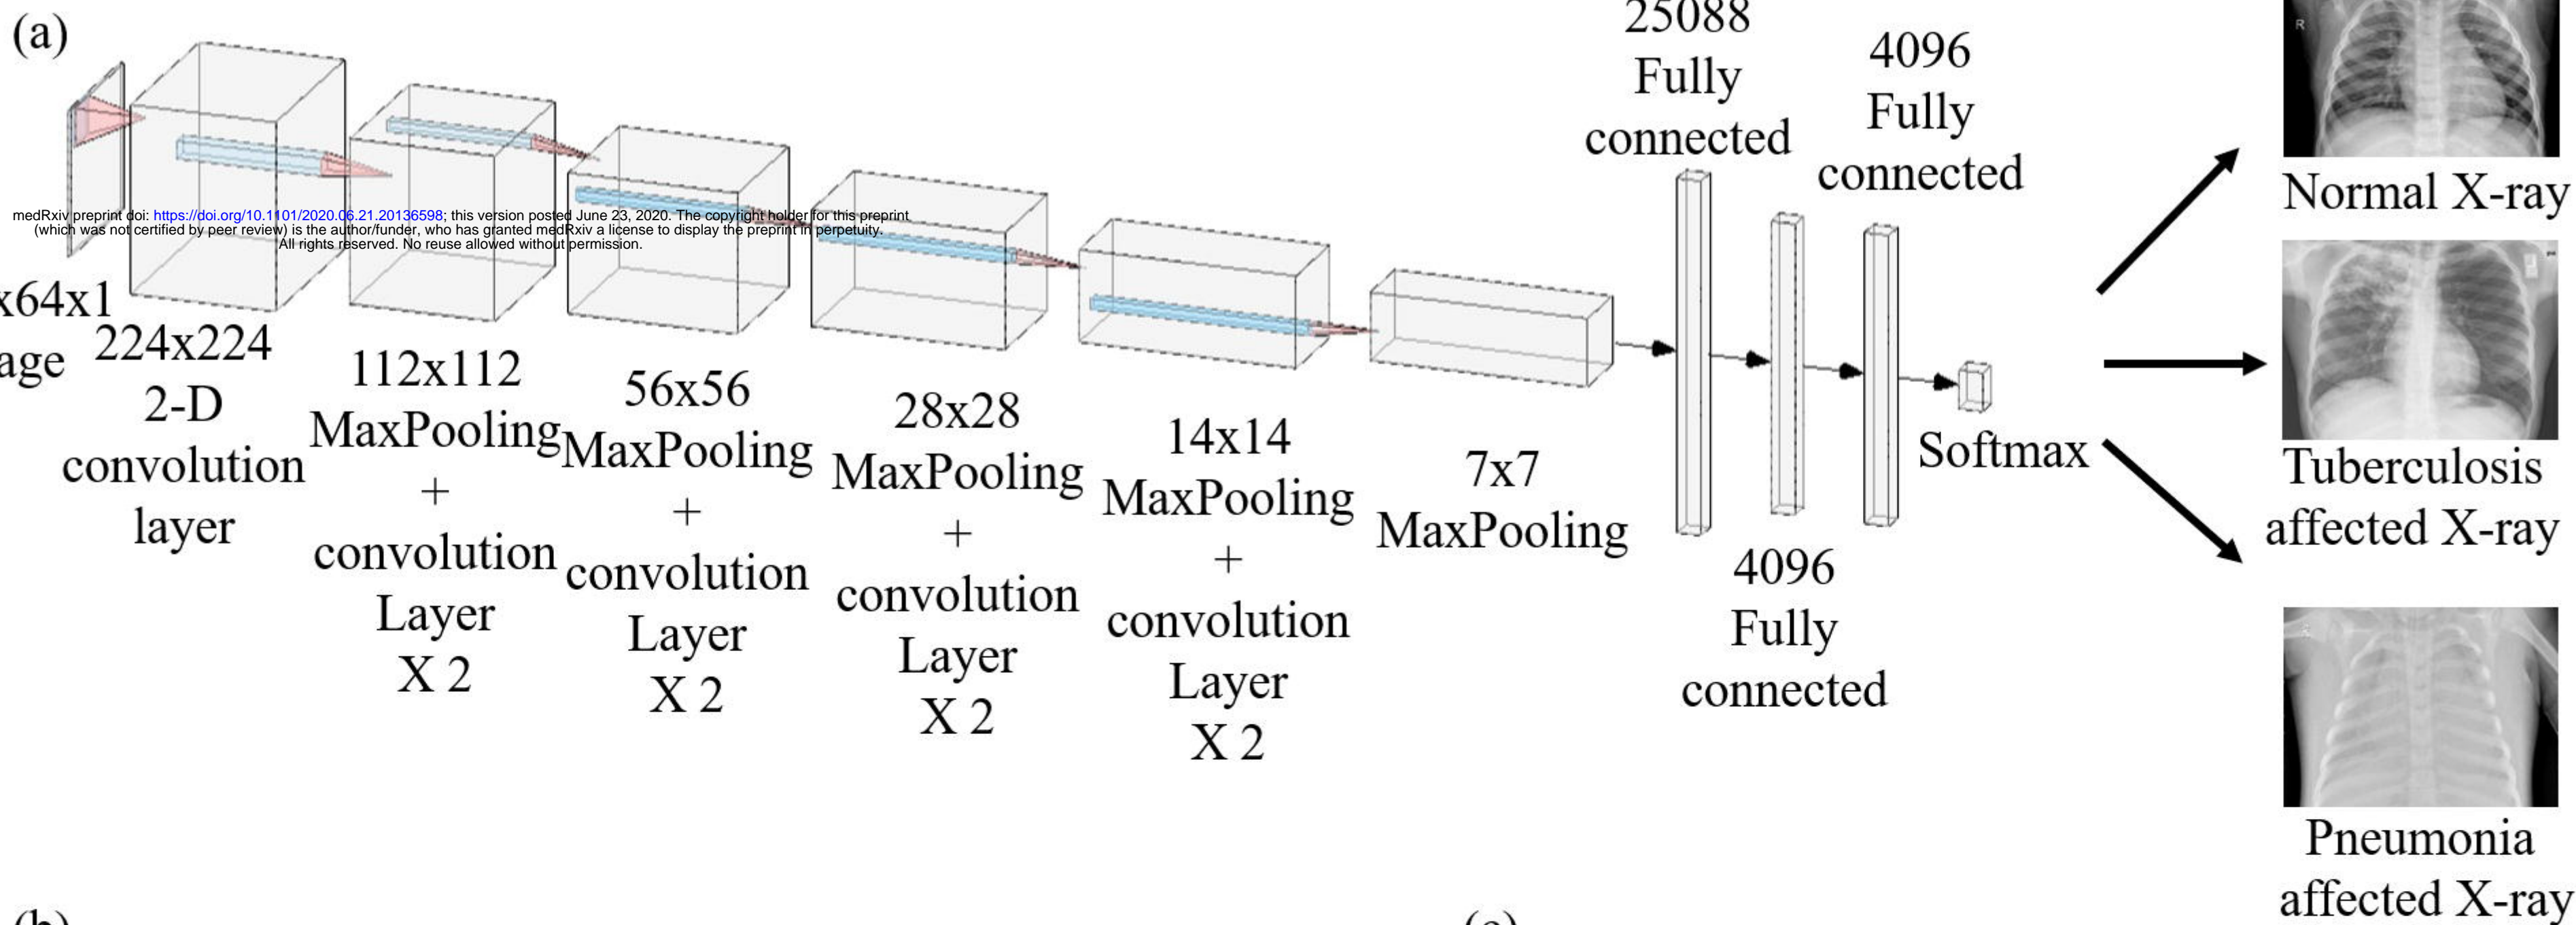 (a)
medRxiv preprint doi: https://doi.org/10.1101/2020.06.21.20136598; this version posted June 23, 2020. The copyright holder for this preprint
(which was not certified by peer review) is the author/funder, who has granted medRxiv a license to display the preprint in perpetuity.
All rights reserved. No reuse allowed without permission.
x64x1
age
224x224
2-D
convolution
layer
112x112
MaxPooling
+
convolution
Layer
X 2
56x56
MaxPooling
+
convolution
Layer
X 2
28x28
MaxPooling
+
convolution
Layer
X 2
14x14
MaxPooling
+
convolution
Layer
X 2
7x7
MaxPooling
25088
Fully
connected
4096
Fully
connected
4096
Fully
connected
Softmax
R
Normal X-ray
Tuberculosis
affected X-ray
Pneumonia
affected X-ray